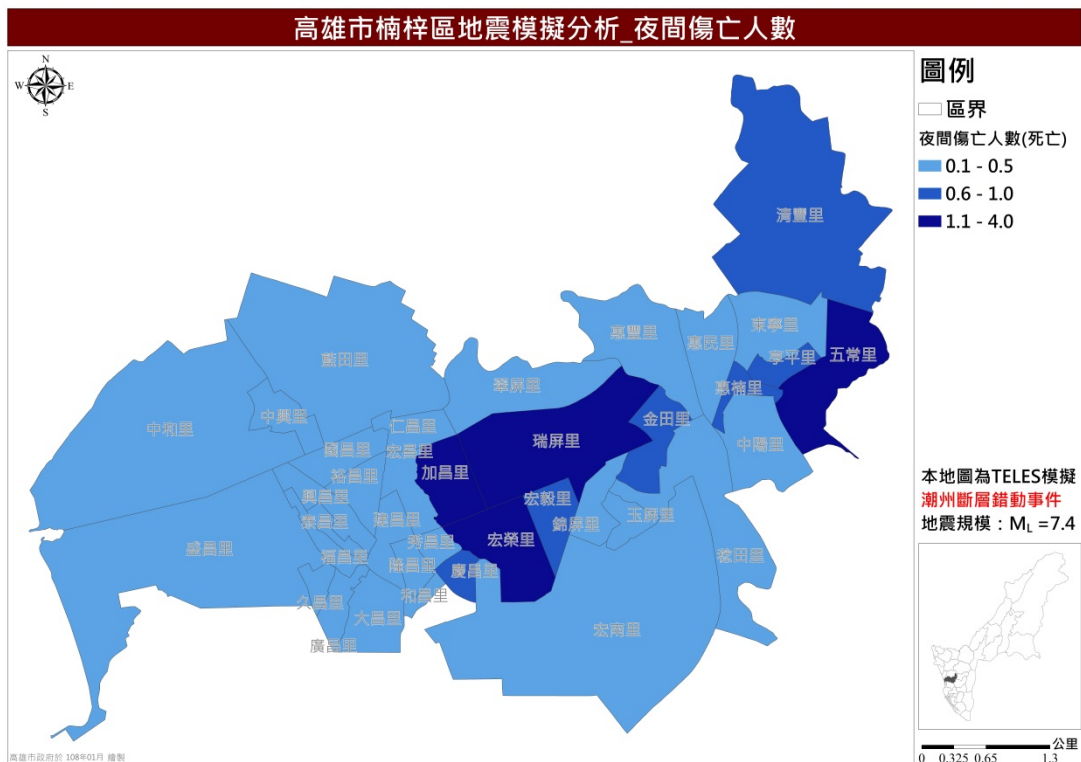 高雄市楠梓區地震模擬分析_夜間傷亡人數
N
W
E
S
圖例
區界
夜間傷亡人數(死亡)
0.1 - 0.5
0.6 - 1.0
1.1 - 4.0
清豐里
東寧里
五常里
享平里
惠豐里
惠民里
惠楠里
中陽里
藍田里
翠屏里
中興里
中和里
仁昌里
金田里
國昌里
宏昌里
瑞屏里
加昌里
裕昌里
興昌里
宏毅里
泰昌里
建昌里
錦屏里
玉屏里
盛昌里
秀昌里
宏榮里
福昌里
隆昌里
慶昌里
稔田里
久昌里
和昌里
大昌里
宏南里
廣昌里
本地圖為TELES模擬
潮州斷層錯動事件
地震規模：ML =7.4
公里
0 0.325 0.65 1.3
高雄市政府於 108年01月 繪製